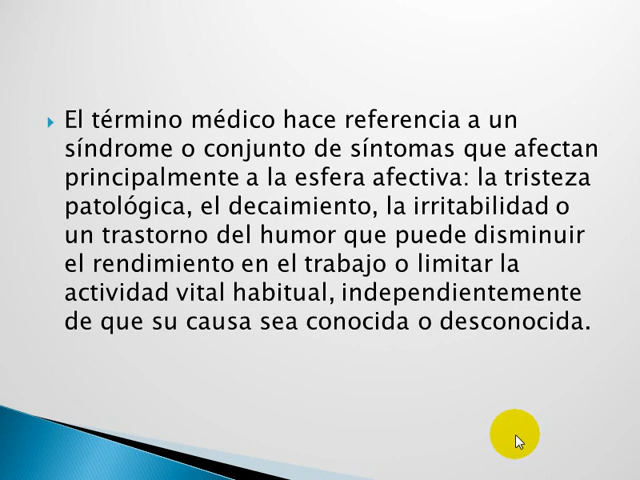 El término médico hace referencia a un
síndrome o conjunto de síntomas que afectan
principalmente a la esfera afectiva: la tristeza
patológica, el decaimiento, la irritabilidad o
un trastorno del humor que puede disminuir
el rendimiento en el trabajo o limitar la
actividad vital habitual, independientemente
de que su causa sea conocida o desconocida.